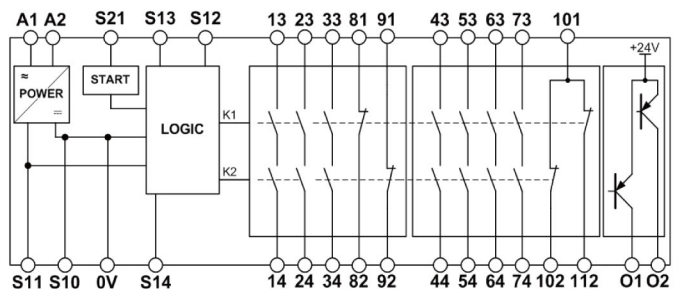 A1 A2 S21 S13 S12 13 23 33 81 91 43 53 63 73 101
+24V
≈
POWER
⎓
START
LOGIC
K1
K2
S11 S10 0V S14 14 24 34 82 92 44 54 64 74 102 112 O1 O2